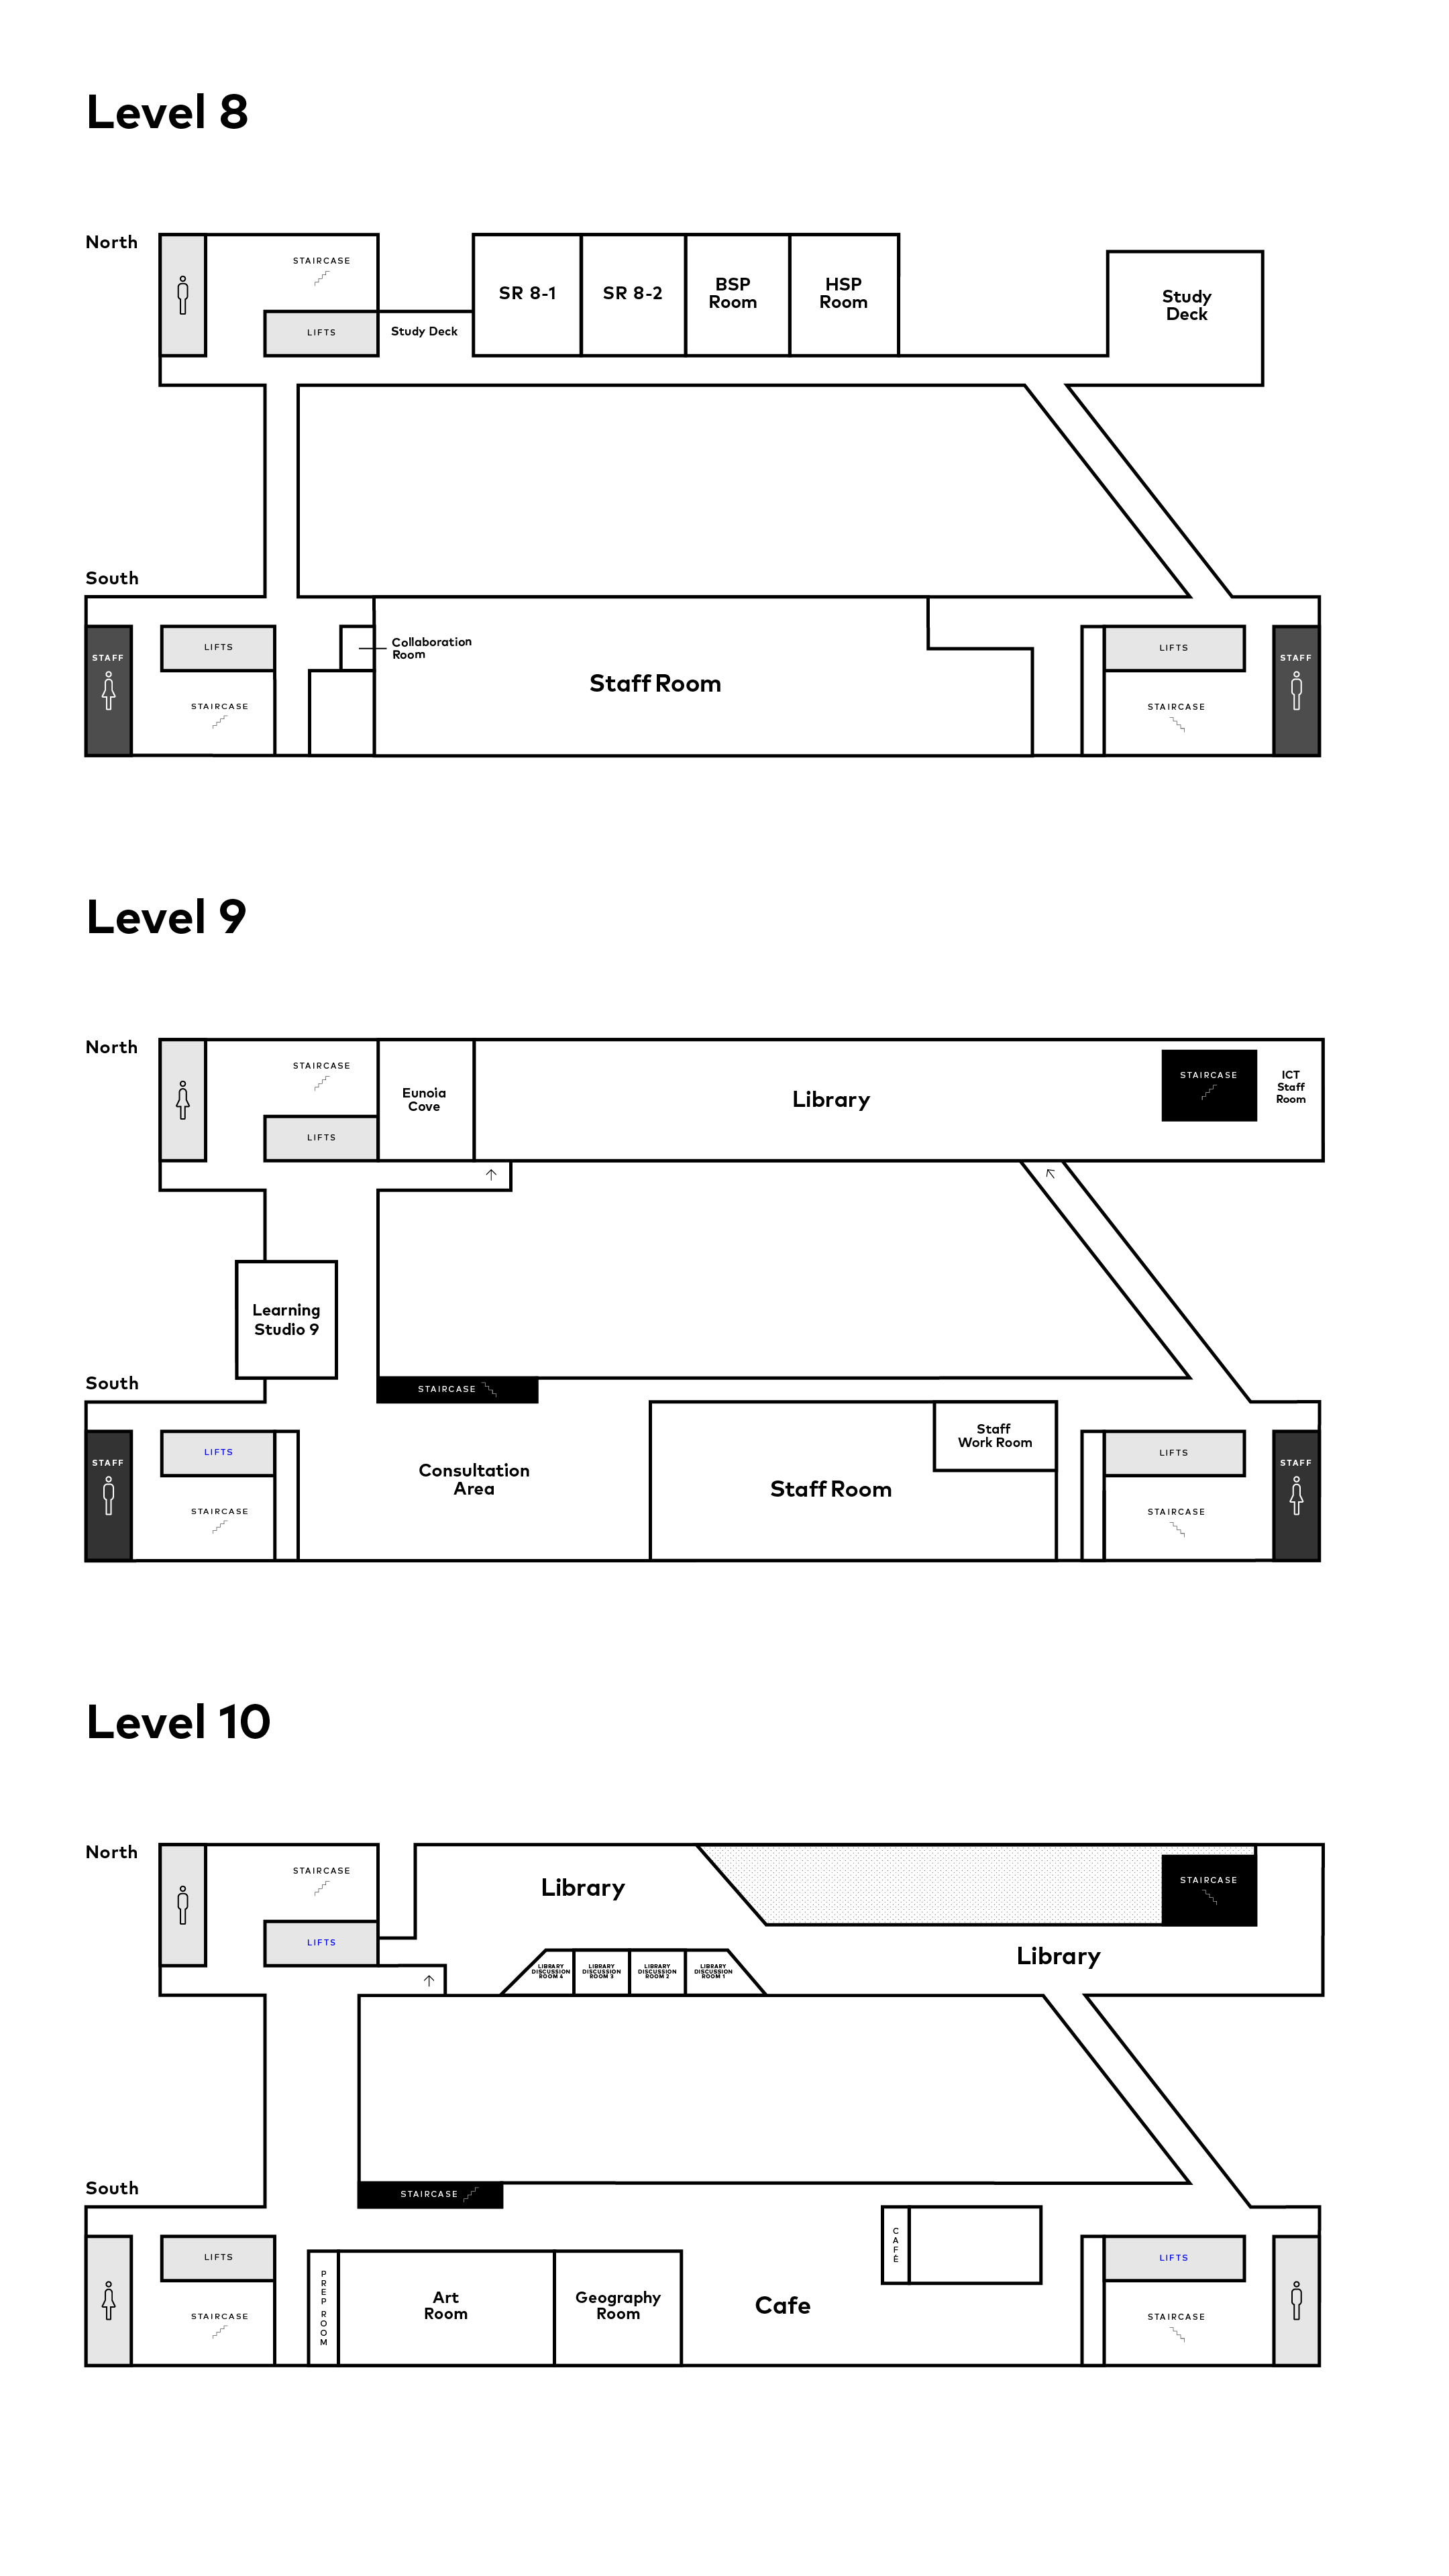 Level 8
North
STAIRCASE
LIFTS
Study Deck
SR 8-1
SR 8-2
BSP
Room
HSP
Room
Study
Deck
South
STAFF
LIFTS
STAIRCASE
Collaboration
Room
Staff Room
LIFTS
STAIRCASE
STAFF
Level 9
North
STAIRCASE
LIFTS
Eunoia
Cove
Library
STAIRCASE
ICT
Staff
Room
Learning
Studio 9
South
STAIRCASE
STAFF
LIFTS
STAIRCASE
Consultation
Area
Staff Room
Staff
Work Room
LIFTS
STAIRCASE
STAFF
Level 10
North
STAIRCASE
LIFTS
Library
STAIRCASE
Library
LIBRARY
DISCUSSION
ROOM 4
LIBRARY
DISCUSSION
ROOM 3
LIBRARY
DISCUSSION
ROOM 2
LIBRARY
DISCUSSION
ROOM 1
South
STAIRCASE
LIFTS
STAIRCASE
PREP ROOM
Art
Room
Geography
Room
Cafe
CAFÉ
LIFTS
STAIRCASE